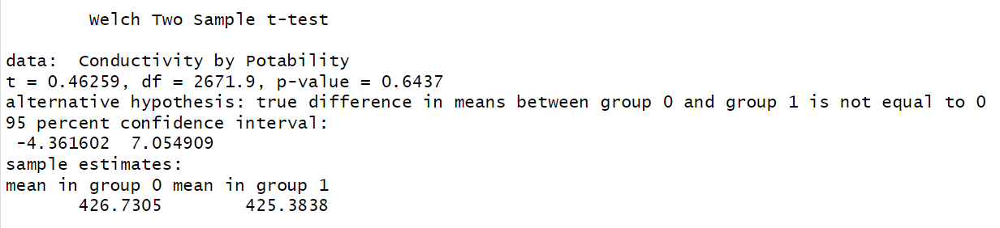 Welch Two Sample t-test
data:  Conductivity by Potability
t = 0.46259, df = 2671.9, p-value = 0.6437
alternative hypothesis: true difference in means between group 0 and group 1 is not equal to 0
95 percent confidence interval:
-4.361602  7.054909
sample estimates:
mean in group 0 mean in group 1
426.7305        425.3838